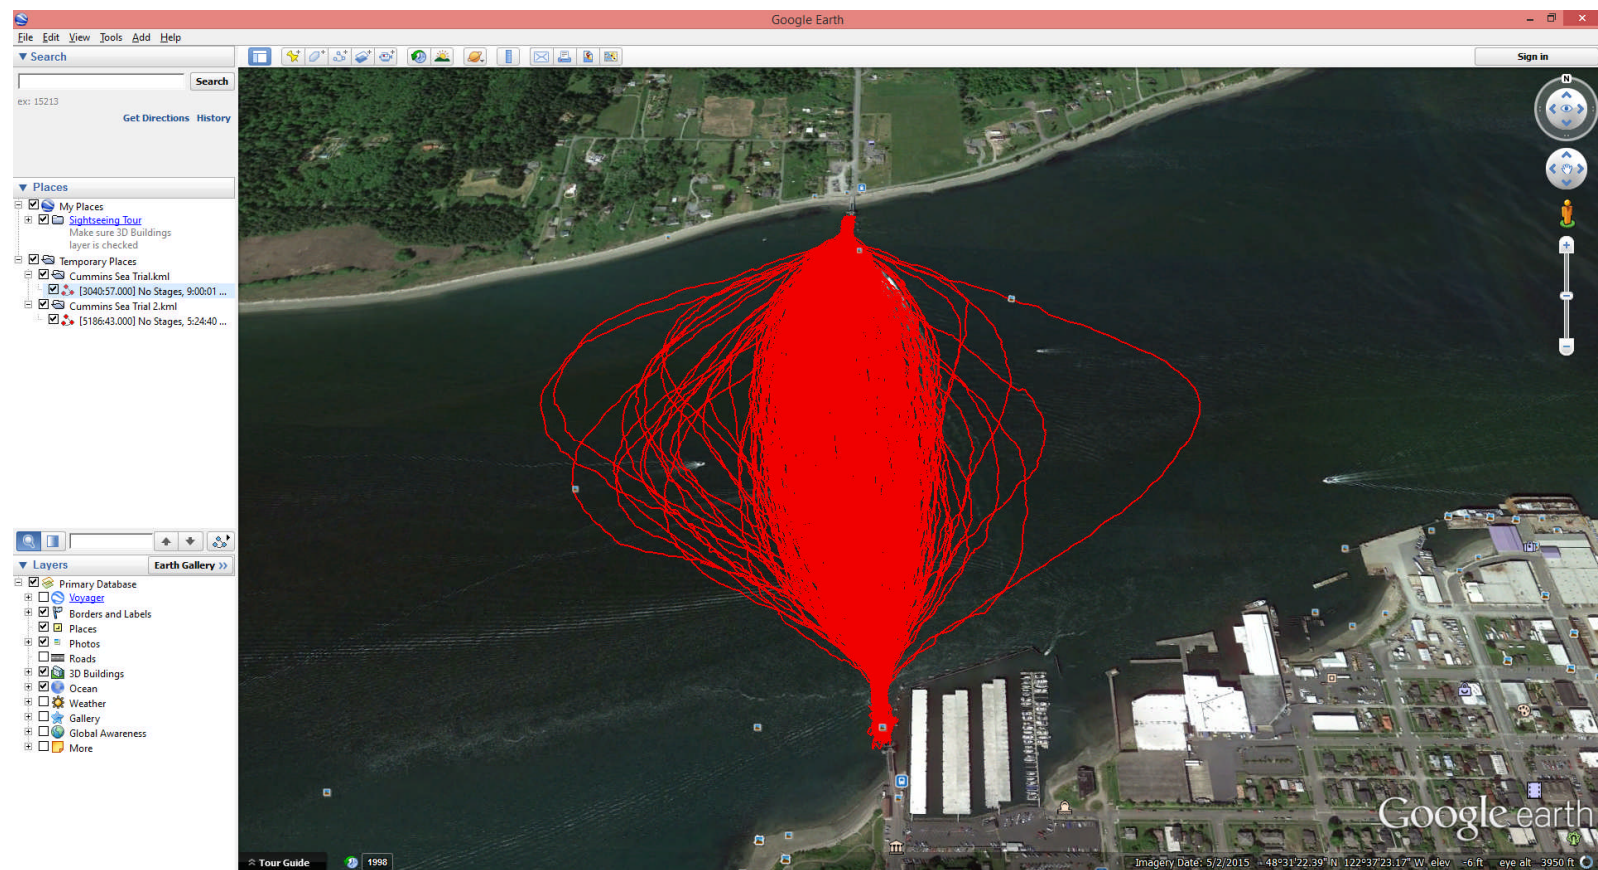 Google Earth
File Edit View Tools Add Help
Search
Sign in
Search
ex: 15213
Get Directions History
Places
My Places
Sightseeing Tour
Make sure 3D Buildings
layer is checked
Temporary Places
Cummins Sea Trial.kml
[3040:57.000] No Stages, 9:00:01 ...
Cummins Sea Trial 2.kml
[5186:43.000] No Stages, 5:24:40 ...
Layers
Earth Gallery >>
Primary Database
Voyager
Borders and Labels
Places
Photos
Roads
3D Buildings
Ocean
Weather
Gallery
Global Awareness
More
N
Google earth
Tour Guide
1998
Imagery Date: 5/2/2015 48°31'22.39" N 122°37'23.17" W elev -6 ft eye alt 3950 ft